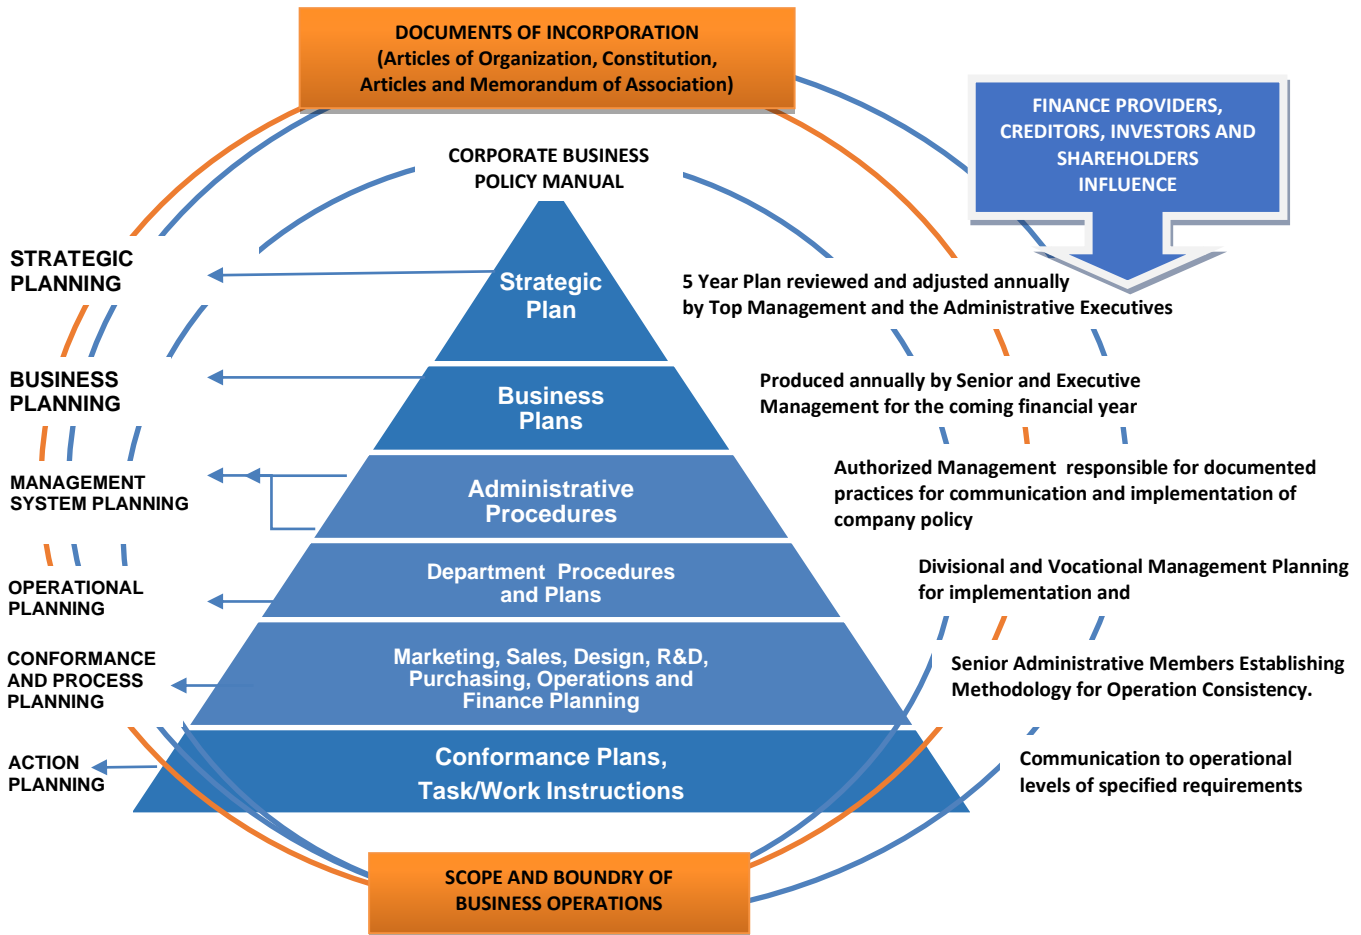 DOCUMENTS OF INCORPORATION
(Articles of Organization, Constitution,
Articles and Memorandum of Association)
FINANCE PROVIDERS,
CREDITORS, INVESTORS AND
SHAREHOLDERS
INFLUENCE
CORPORATE BUSINESS
POLICY MANUAL
STRATEGIC
PLANNING
Strategic
Plan
5 Year Plan reviewed and adjusted annually
by Top Management and the Administrative Executives
BUSINESS
PLANNING
Business
Plans
Produced annually by Senior and Executive
Management for the coming financial year
MANAGEMENT
SYSTEM PLANNING
Administrative
Procedures
Authorized Management responsible for documented
practices for communication and implementation of
company policy
OPERATIONAL
PLANNING
Department Procedures
and Plans
Divisional and Vocational Management Planning
for implementation and
CONFORMANCE
AND PROCESS
PLANNING
Marketing, Sales, Design, R&D,
Purchasing, Operations and
Finance Planning
Senior Administrative Members Establishing
Methodology for Operation Consistency.
ACTION
PLANNING
Conformance Plans,
Task/Work Instructions
Communication to operational
levels of specified requirements
SCOPE AND BOUNDRY OF
BUSINESS OPERATIONS